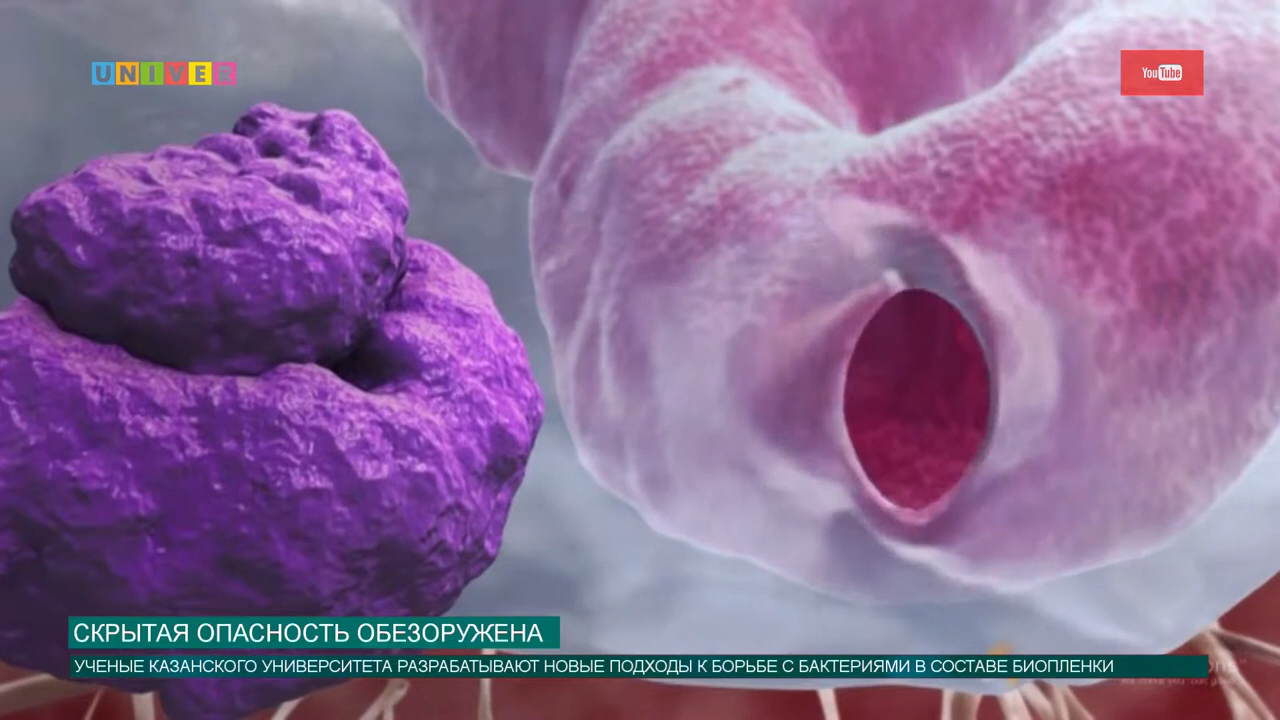 UNIVER
YouTube
СКРЫТАЯ ОПАСНОСТЬ ОБЕЗОРУЖЕНА
УЧЕНЫЕ КАЗАНСКОГО УНИВЕРСИТЕТА РАЗРАБАТЫВАЮТ НОВЫЕ ПОДХОДЫ К БОРЬБЕ С БАКТЕРИЯМИ В СОСТАВЕ БИОПЛЕНКИ